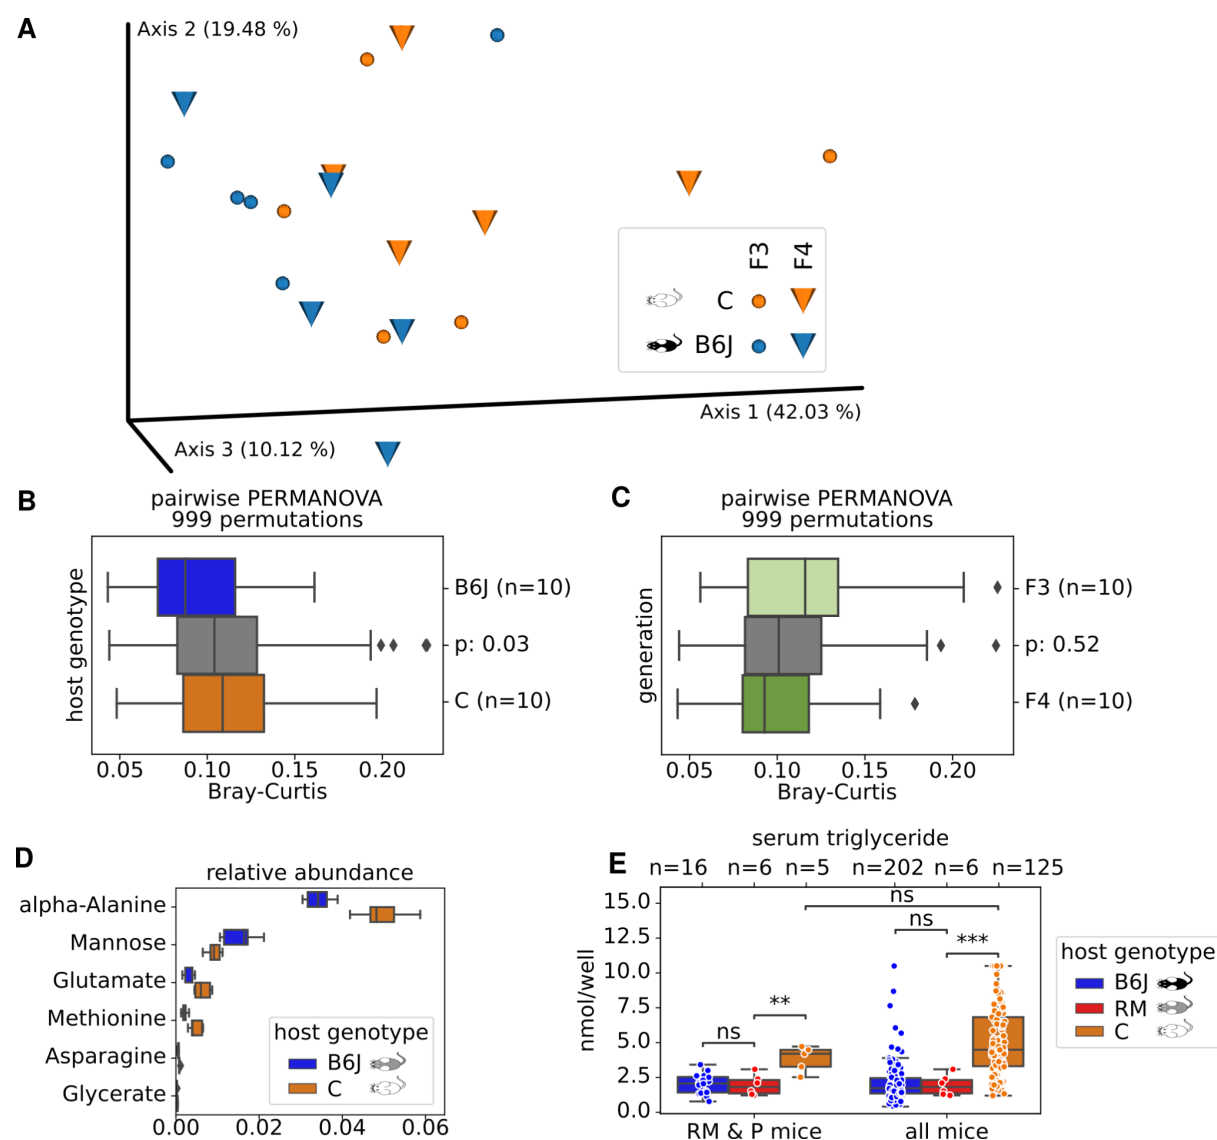 A
Axis 2 (19.48 %)
F3
F4
C
B6J
Axis 1 (42.03 %)
Axis 3 (10.12 %)
B
pairwise PERMANOVA
999 permutations
host genotype
B6J (n=10)
p: 0.03
C (n=10)
0.05 0.10 0.15 0.20
Bray-Curtis
C
pairwise PERMANOVA
999 permutations
generation
F3 (n=10)
p: 0.52
F4 (n=10)
0.05 0.10 0.15 0.20
Bray-Curtis
D
relative abundance
alpha-Alanine
Mannose
Glutamate
Methionine
Asparagine
Glycerate
host genotype
B6J
C
0.00 0.02 0.04 0.06
E
serum triglyceride
n=16 n=6 n=5 n=202 n=6 n=125
nmol/well
15.0
12.5
10.0
7.5
5.0
2.5
0.0
ns
ns
***
**
ns
RM & P mice all mice
host genotype
B6J
RM
C